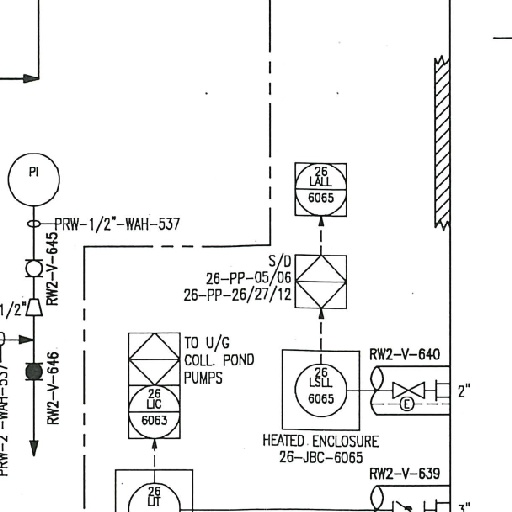 PI
PRW-1/2"-WAH-537
RW2-V-645
1/2"
RW2-V-646
PRW-2"-WAH-537
26
LALL
6065
S/D
26-PP-05/06
26-PP-26/27/12
TO U/G
COLL. POND
PUMPS
26
LIC
6063
26
LSLL
6065
HEATED ENCLOSURE
26-JBC-6065
RW2-V-640
C
2"
RW2-V-639
3"
26
LIT